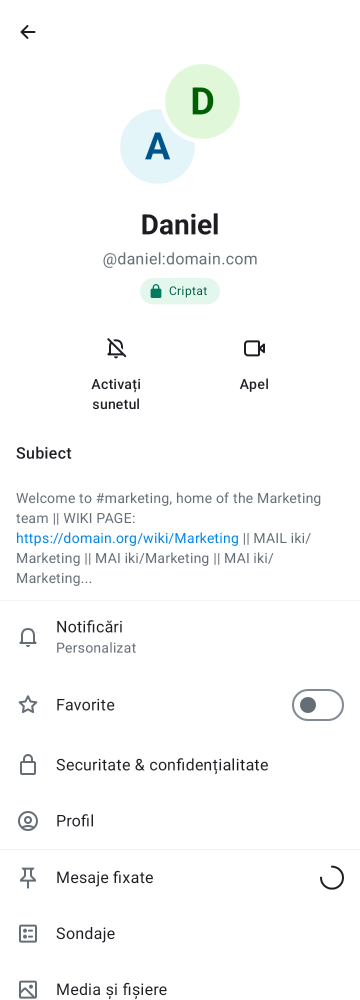 D
A
Daniel
@daniel:domain.com
Criptat
Activați
sunetul
Apel
Subiect
Welcome to #marketing, home of the Marketing
team || WIKI PAGE:
https://domain.org/wiki/Marketing || MAIL iki/
Marketing || MAI iki/Marketing || MAI iki/
Marketing...
Notificări
Personalizat
Favorite
Securitate & confidențialitate
Profil
Mesaje fixate
Sondaje
Media și fișiere